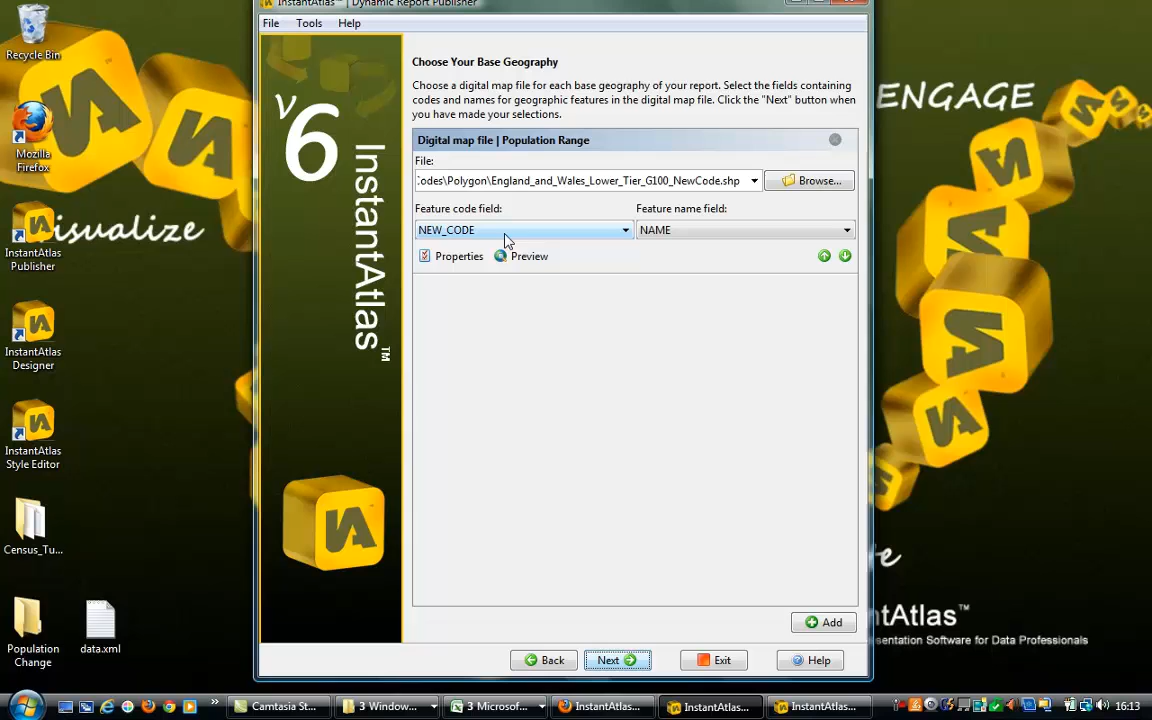 InstantAtlas™ | Dynamic Report Publisher
File Tools Help
Recycle Bin
Mozilla
Firefox
InstantAtlas
Publisher
InstantAtlas
Designer
InstantAtlas
Style Editor
Census_Tu...
Population
Change
data.xml
v6
InstantAtlas™
Choose Your Base Geography
Choose a digital map file for each base geography of your report. Select the fields containing
codes and names for geographic features in the digital map file. Click the "Next" button when
you have made your selections.
Digital map file | Population Range
File:
:odes\Polygon\England_and_Wales_Lower_Tier_G100_NewCode.shp
Browse...
Feature code field: Feature name field:
NEW_CODE NAME
Properties Preview
Add
Back Next Exit Help
ENGAGE
isualize
ntAtlas™
esentation Software for Data Professionals
Camtasia St... 3 Window... 3 Microsof... InstantAtlas... InstantAtlas... InstantAtlas... 16:13